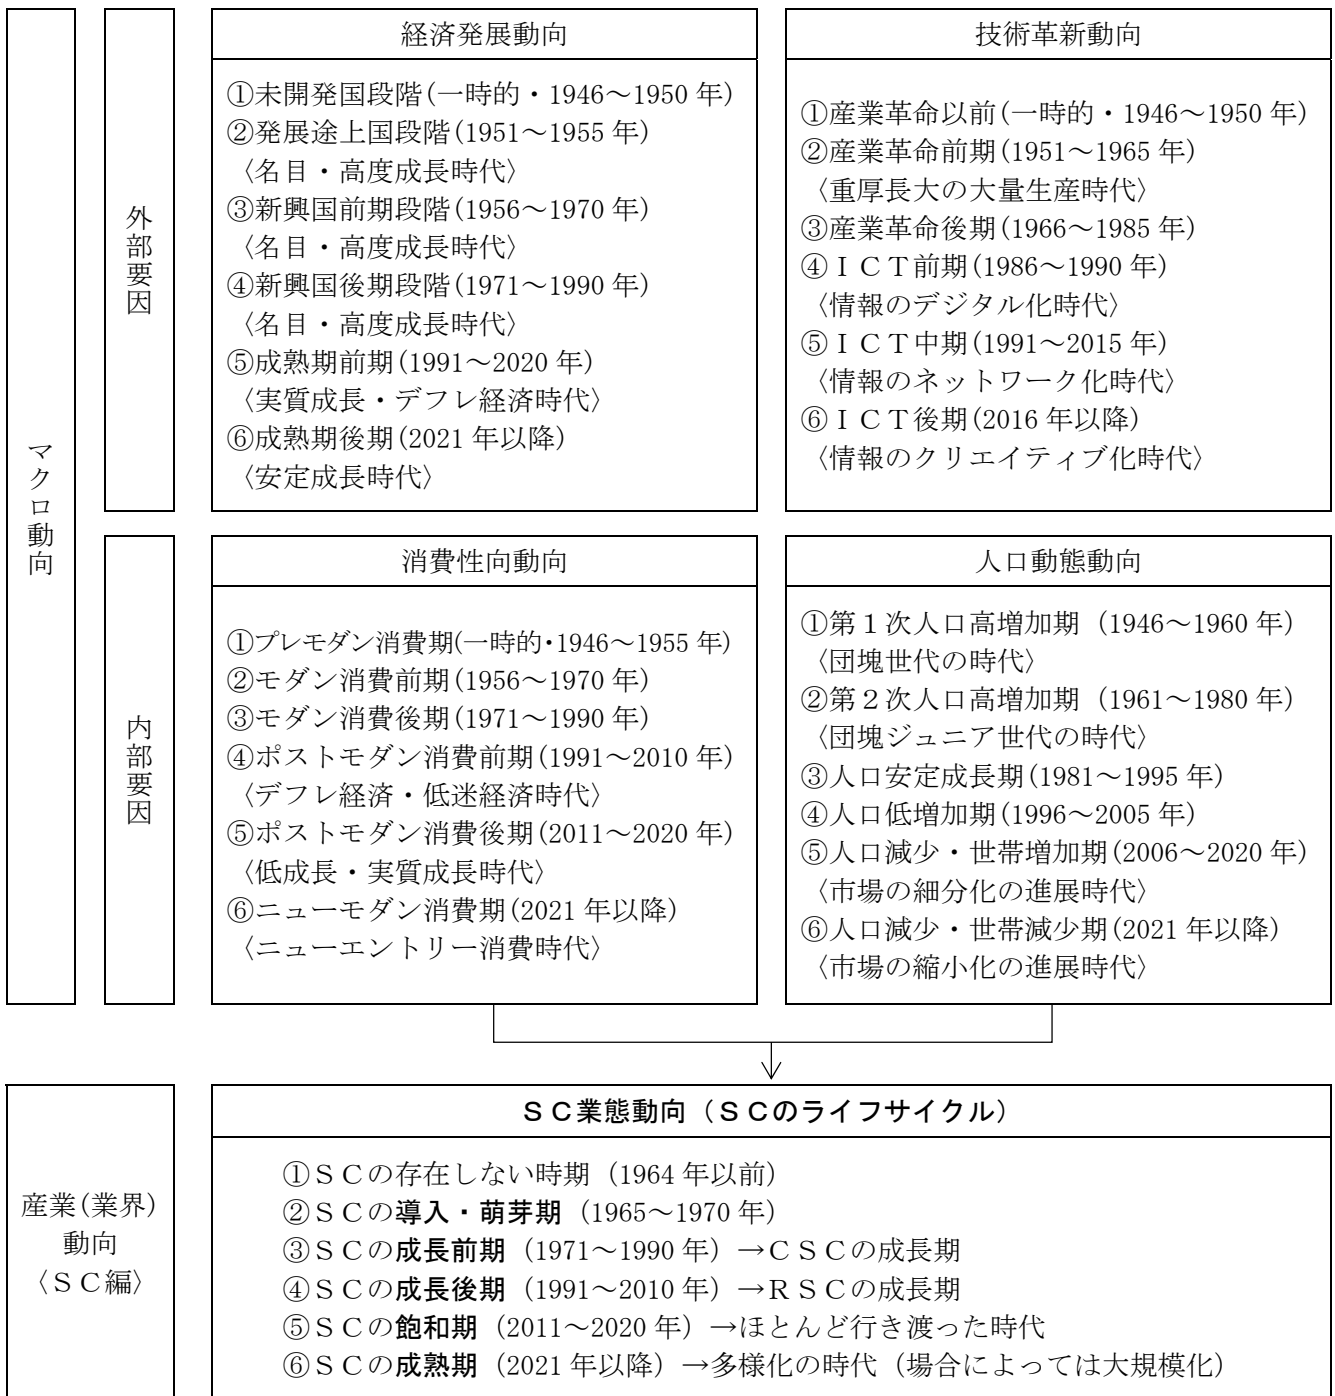 マクロ動向
外部要因
経済発展動向
①未開発国段階(一時的・1946～1950 年)
②発展途上国段階(1951～1955 年)
〈名目・高度成長時代〉
③新興国前期段階(1956～1970 年)
〈名目・高度成長時代〉
④新興国後期段階(1971～1990 年)
〈名目・高度成長時代〉
⑤成熟期前期(1991～2020 年)
〈実質成長・デフレ経済時代〉
⑥成熟期後期(2021 年以降)
〈安定成長時代〉
技術革新動向
①産業革命以前(一時的・1946～1950 年)
②産業革命前期(1951～1965 年)
〈重厚長大の大量生産時代〉
③産業革命後期(1966～1985 年)
④ＩＣＴ前期(1986～1990 年)
〈情報のデジタル化時代〉
⑤ＩＣＴ中期(1991～2015 年)
〈情報のネットワーク化時代〉
⑥ＩＣＴ後期(2016 年以降)
〈情報のクリエイティブ化時代〉
内部要因
消費性向動向
①プレモダン消費期(一時的・1946～1955 年)
②モダン消費前期(1956～1970 年)
③モダン消費後期(1971～1990 年)
④ポストモダン消費前期(1991～2010 年)
〈デフレ経済・低迷経済時代〉
⑤ポストモダン消費後期(2011～2020 年)
〈低成長・実質成長時代〉
⑥ニューモダン消費期(2021 年以降)
〈ニューエントリー消費時代〉
人口動態動向
①第１次人口高増加期（1946～1960 年）
〈団塊世代の時代〉
②第２次人口高増加期（1961～1980 年）
〈団塊ジュニア世代の時代〉
③人口安定成長期(1981～1995 年)
④人口低増加期(1996～2005 年)
⑤人口減少・世帯増加期(2006～2020 年)
〈市場の細分化の進展時代〉
⑥人口減少・世帯減少期(2021 年以降)
〈市場の縮小化の進展時代〉
産業(業界)
動向
〈ＳＣ編〉
ＳＣ業態動向（ＳＣのライフサイクル）
①ＳＣの存在しない時期（1964 年以前）
②ＳＣの導入・萌芽期（1965～1970 年）
③ＳＣの成長前期（1971～1990 年）→ＣＳＣの成長期
④ＳＣの成長後期（1991～2010 年）→ＲＳＣの成長期
⑤ＳＣの飽和期（2011～2020 年）→ほとんど行き渡った時代
⑥ＳＣの成熟期（2021 年以降）→多様化の時代（場合によっては大規模化）